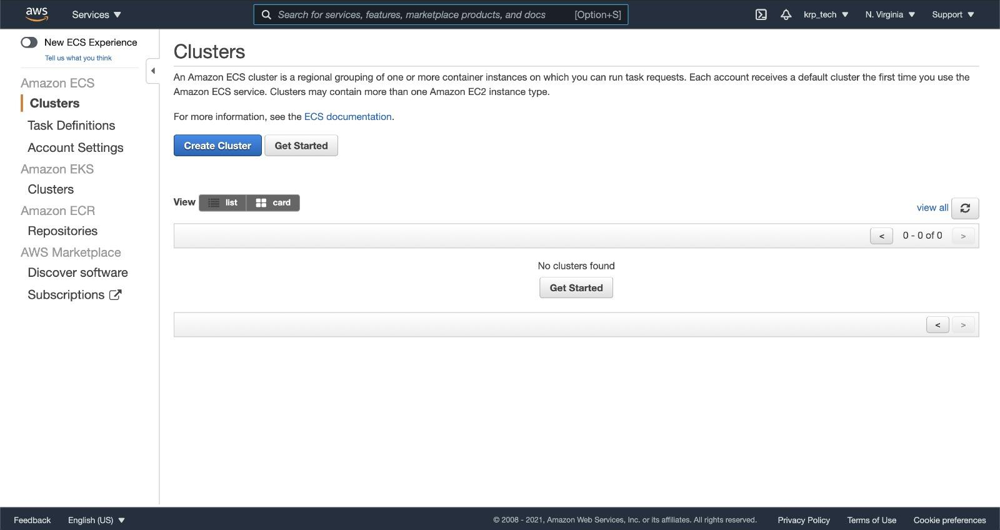 aws
Services
Search for services, features, marketplace products, and docs [Option+S]
krp_tech
N. Virginia
Support
New ECS Experience
Tell us what you think
Amazon ECS
Clusters
Task Definitions
Account Settings
Amazon EKS
Clusters
Amazon ECR
Repositories
AWS Marketplace
Discover software
Subscriptions
Clusters
An Amazon ECS cluster is a regional grouping of one or more container instances on which you can run task requests. Each account receives a default cluster the first time you use the
Amazon ECS service. Clusters may contain more than one Amazon EC2 instance type.
For more information, see the ECS documentation.
Create Cluster
Get Started
View list card
view all
< 0 - 0 of 0 >
No clusters found
Get Started
< >
Feedback
English (US)
© 2008 - 2021, Amazon Web Services, Inc. or its affiliates. All rights reserved.
Privacy Policy
Terms of Use
Cookie preferences